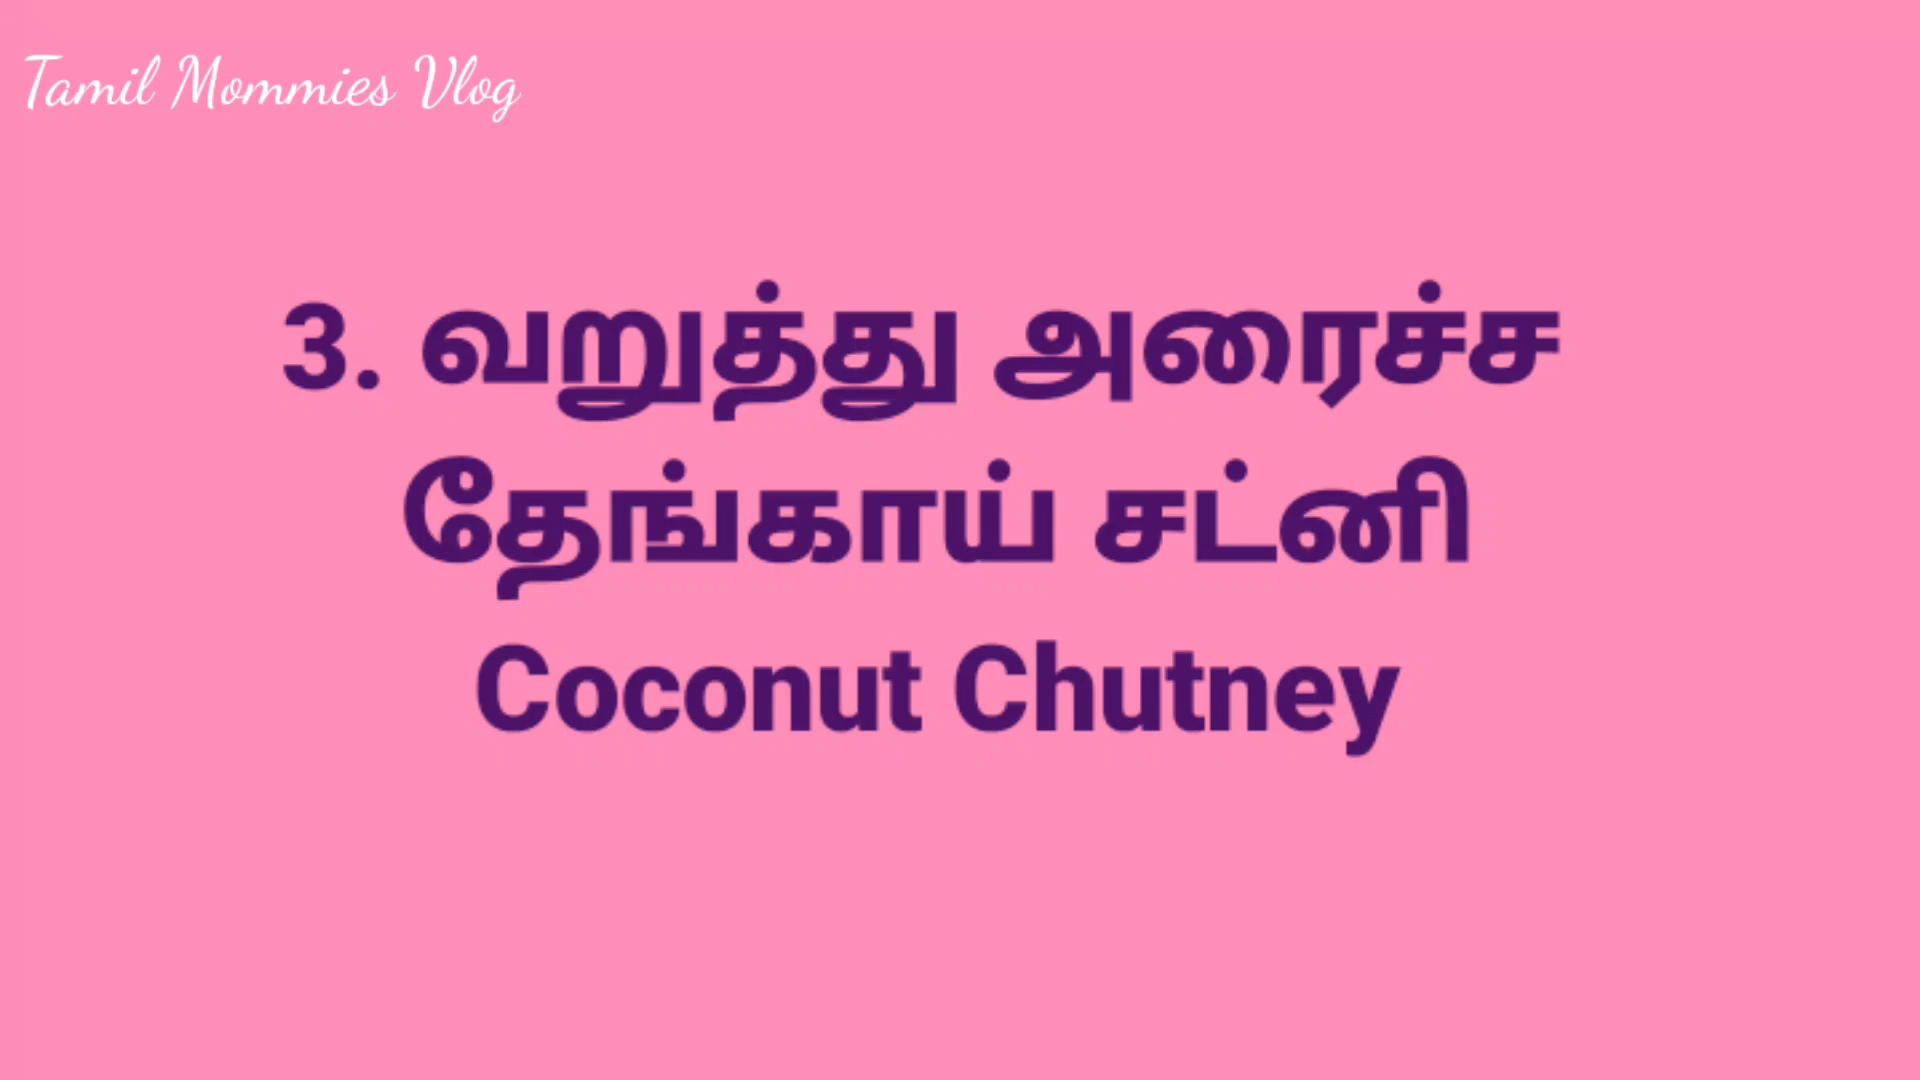 Tamil Mommies Vlog
3. வறுத்து அரைச்ச
தேங்காய் சட்னி
Coconut Chutney